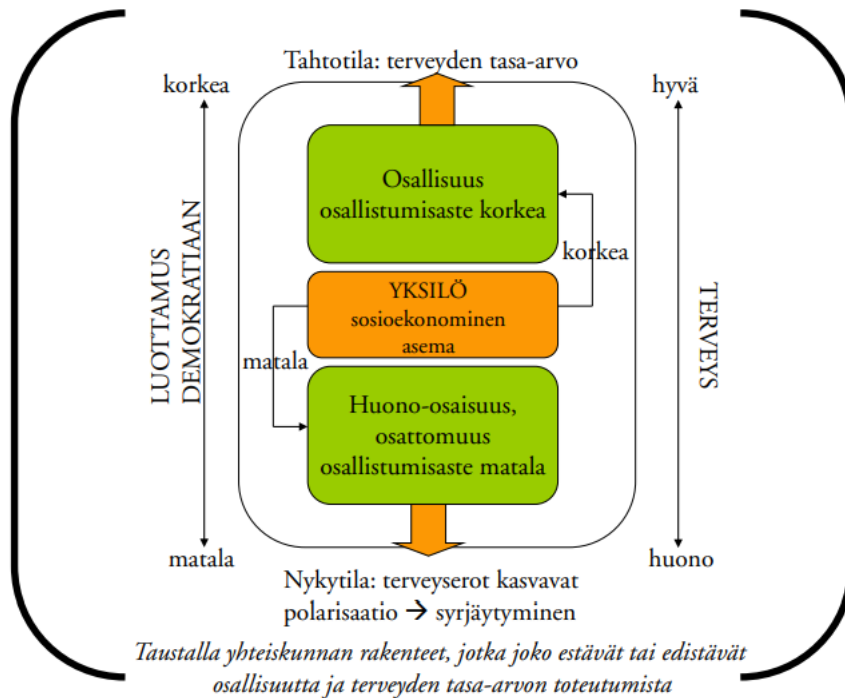 Tahtotila: terveyden tasa-arvo
korkea
hyvä
Osallisuus
osallistumisaste korkea
korkea
LUOTTAMUS
DEMOKRATIAAN
YKSILÖ
sosioekonominen
asema
TERVEYS
matala
Huono-osaisuus,
osattomuus
osallistumisaste matala
matala
huono
Nykytila: terveyserot kasvavat
polarisaatio → syrjäytyminen
Taustalla yhteiskunnan rakenteet, jotka joko estävät tai edistävät
osallisuutta ja terveyden tasa-arvon toteutumista